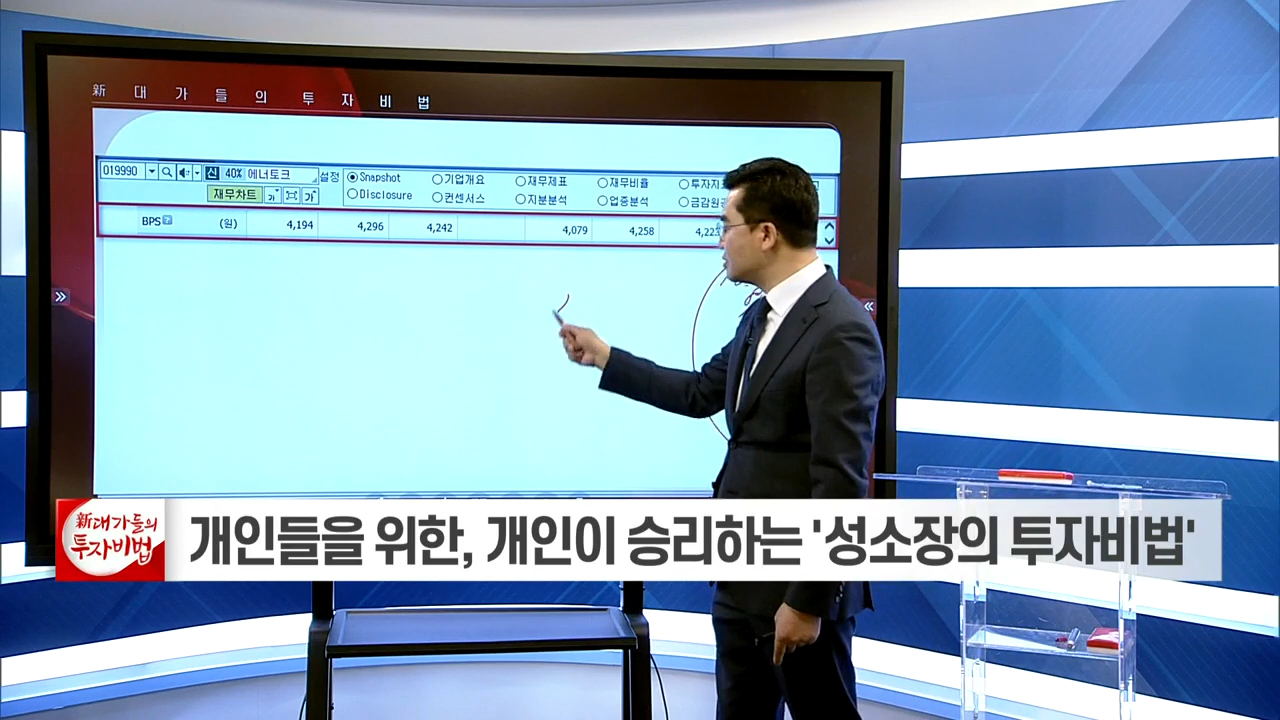 新 대 가 들 의 투 자 비 법
019990 신 40% 에너토크 설정 Snapshot 기업개요 재무제표 재무비율
재무차트 가 가 Disclosure 컨센서스 지분분석 업종분석
BPS (원) 4,194 4,296 4,242 4,079 4,258
新대가들의
투자비법
개인들을 위한, 개인이 승리하는 '성소장의 투자비법'